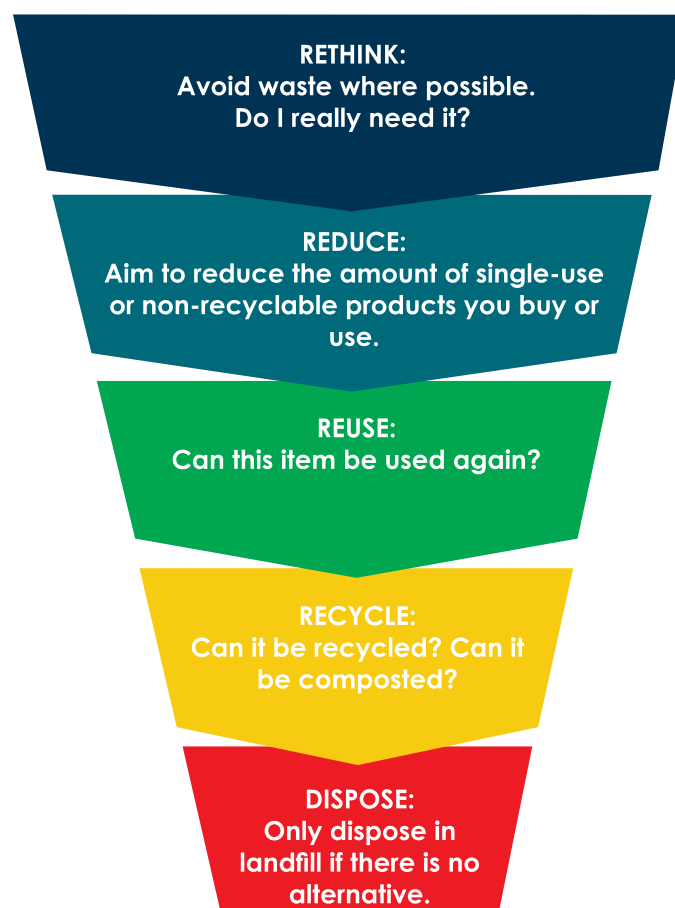 RETHINK:
Avoid waste where possible.
Do I really need it?
REDUCE:
Aim to reduce the amount of single-use
or non-recyclable products you buy or
use.
REUSE:
Can this item be used again?
RECYCLE:
Can it be recycled? Can it
be composted?
DISPOSE:
Only dispose in
landfill if there is no
alternative.